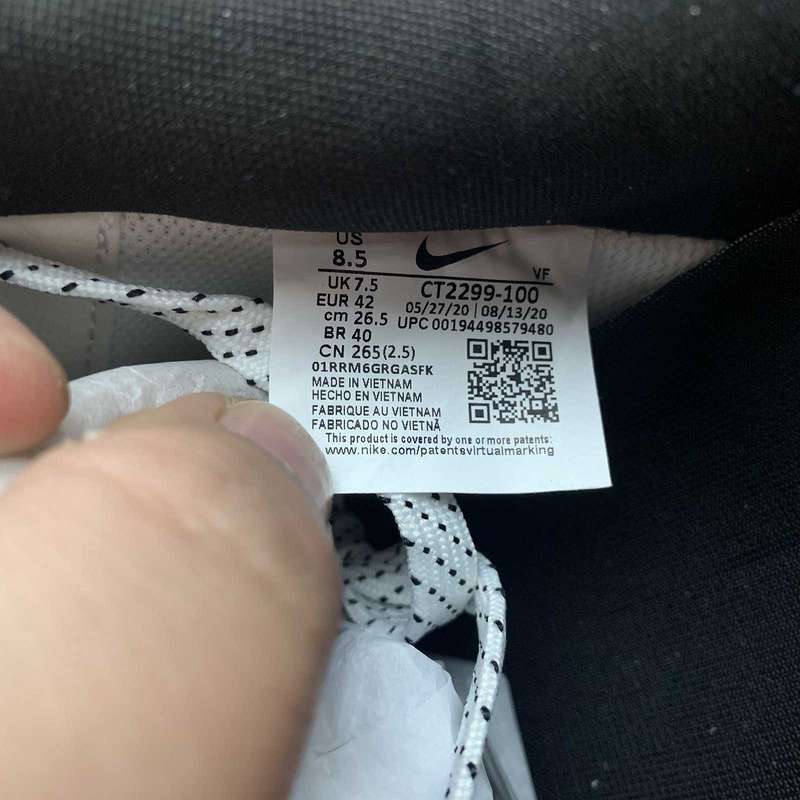 US
8.5
VF
UK 7.5
CT2299-100
EUR 42
05/27/20 | 08/13/20
cm 26.5
UPC 00194498579480
BR 40
CN 265(2.5)
01RRM6GRGASFK
MADE IN VIETNAM
HECHO EN VIETNAM
FABRIQUE AU VIETNAM
FABRICADO NO VIETNÃ
This product is covered by one or more patents:
www.nike.com/patentsvirtualmarking